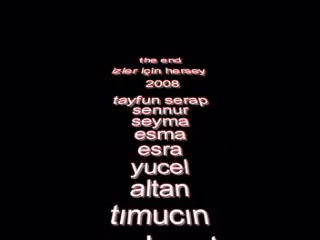 the end
izler için hersey
2008
tayfun serap
sennur
seyma
esma
esra
yucel
altan
tımucın